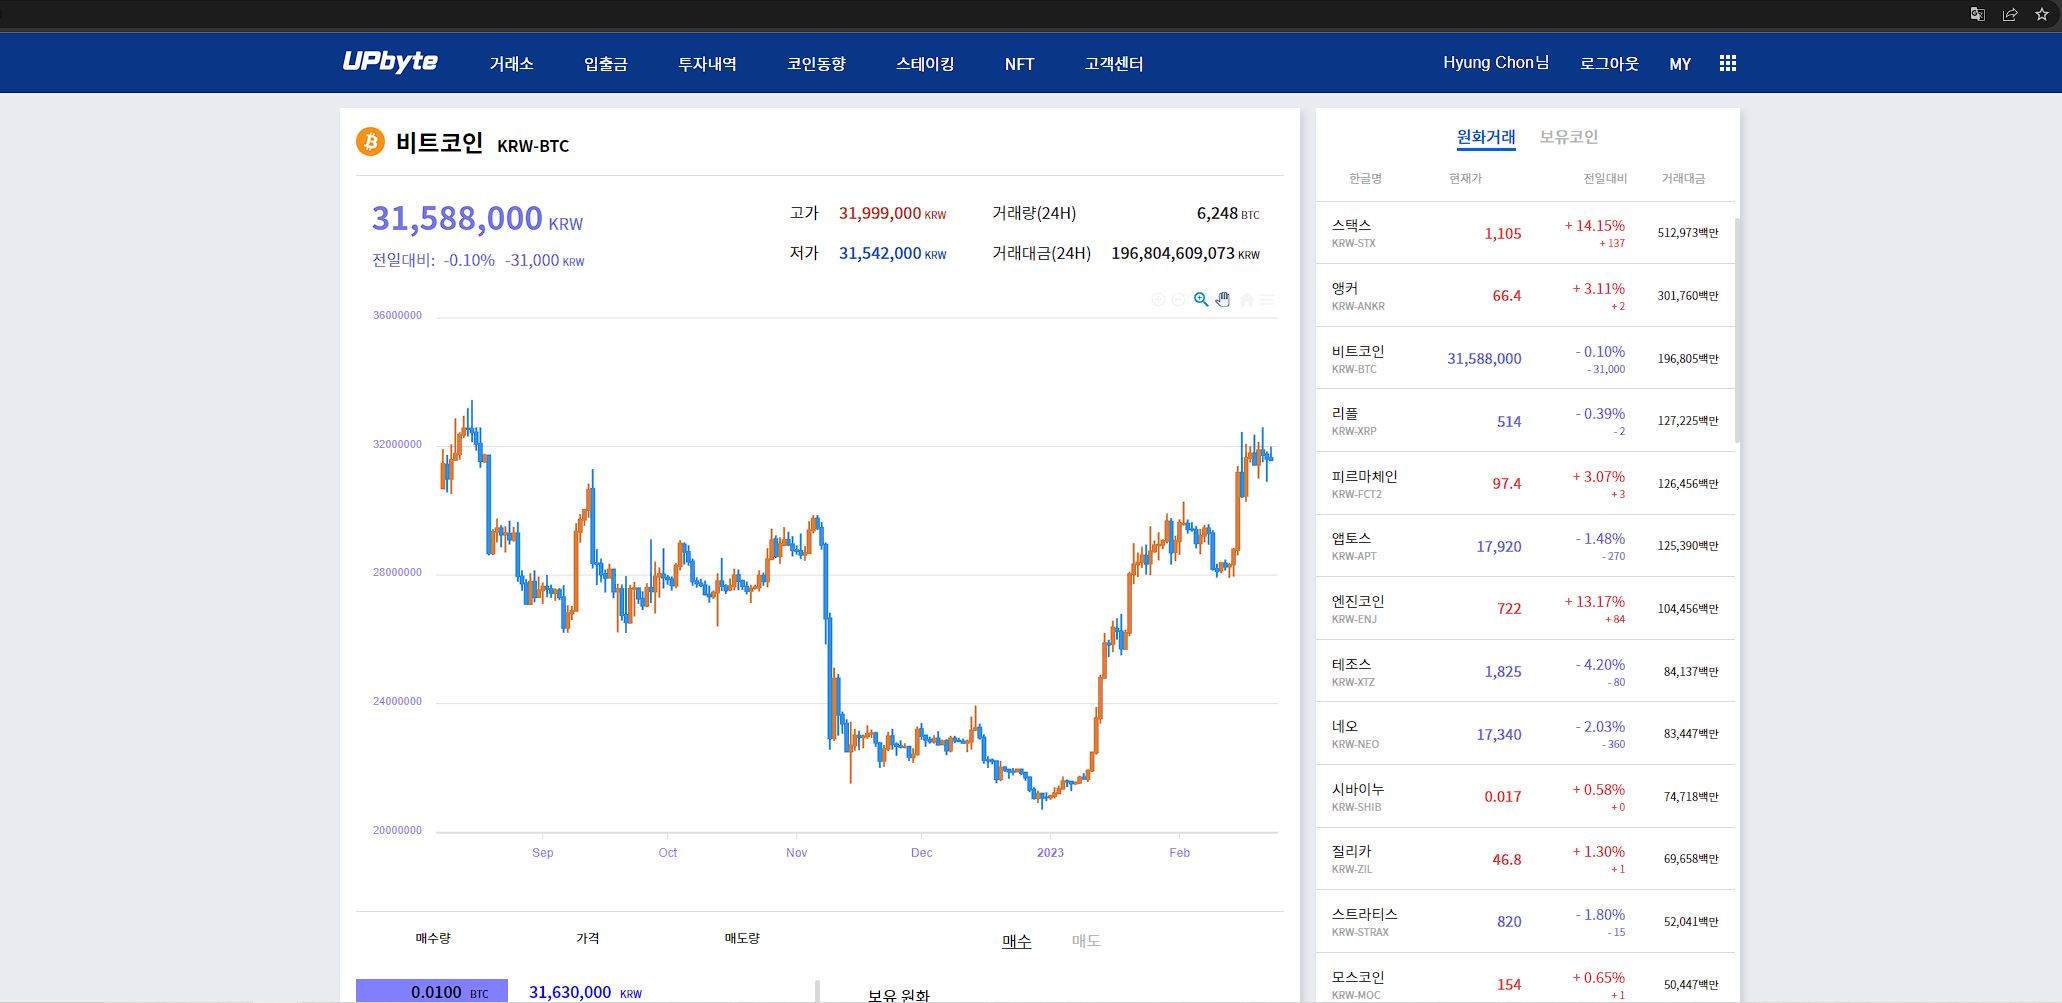 UPbyte 거래소 입출금 투자내역 코인동향 스테이킹 NFT 고객센터 Hyung Chon님 로그아웃 MY
비트코인 KRW-BTC
31,588,000 KRW
전일대비: -0.10% -31,000 KRW
고가 31,999,000 KRW 거래량(24H) 6,248 BTC
저가 31,542,000 KRW 거래대금(24H) 196,804,609,073 KRW
36000000
32000000
28000000
24000000
20000000
Sep Oct Nov Dec 2023 Feb
매수량 가격 매도량
매수 매도
0.0100 BTC 31,630,000 KRW
보유 원화
원화거래 보유코인
한글명 현재가 전일대비 거래대금
스택스 1,105 + 14.15% 512,973백만
KRW-STX + 137
앵커 66.4 + 3.11% 301,760백만
KRW-ANKR + 2
비트코인 31,588,000 - 0.10% 196,805백만
KRW-BTC - 31,000
리플 514 - 0.39% 127,225백만
KRW-XRP - 2
피르마체인 97.4 + 3.07% 126,456백만
KRW-FCT2 + 3
앱토스 17,920 - 1.48% 125,390백만
KRW-APT - 270
엔진코인 722 + 13.17% 104,456백만
KRW-ENJ + 84
테조스 1,825 - 4.20% 84,137백만
KRW-XTZ - 80
네오 17,340 - 2.03% 83,447백만
KRW-NEO - 360
시바이누 0.017 + 0.58% 74,718백만
KRW-SHIB + 0
질리카 46.8 + 1.30% 69,658백만
KRW-ZIL + 1
스트라티스 820 - 1.80% 52,041백만
KRW-STRAX - 15
모스코인 154 + 0.65% 50,447백만
KRW-MOC + 1